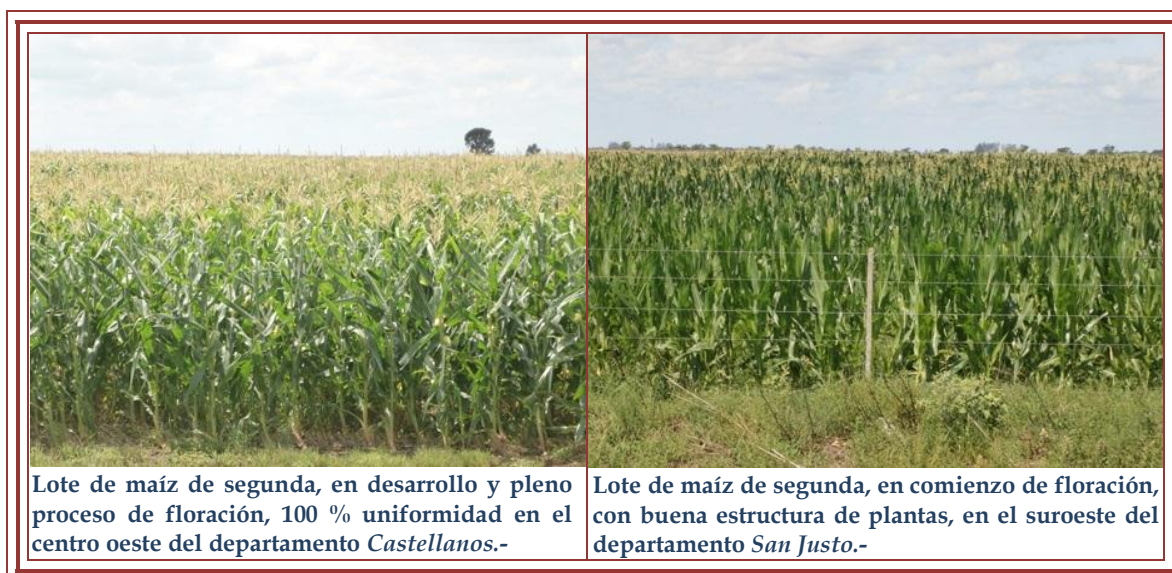 Lote de maíz de segunda, en desarrollo y pleno
proceso de floración, 100 % uniformidad en el
centro oeste del departamento Castellanos.-
Lote de maíz de segunda, en comienzo de floración,
con buena estructura de plantas, en el suroeste del
departamento San Justo.-